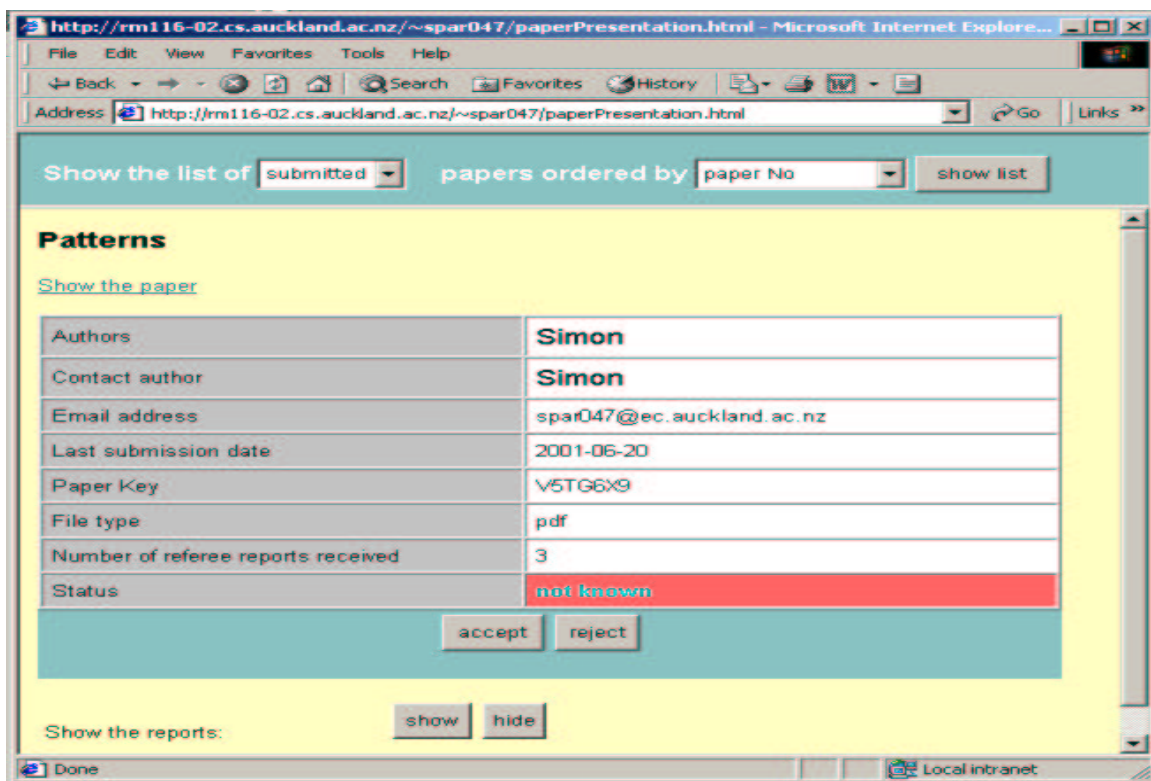 http://rm116-02.cs.auckland.ac.nz/~spar047/paperPresentation.html - Microsoft Internet Explore...
File Edit View Favorites Tools Help
Back Search Favorites History
Address http://rm116-02.cs.auckland.ac.nz/~spar047/paperPresentation.html Go Links »
Show the list of submitted papers ordered by paper No show list
Patterns
Show the paper
Authors Simon
Contact author Simon
Email address spar047@ec.auckland.ac.nz
Last submission date 2001-06-20
Paper Key V5TG6X9
File type pdf
Number of referee reports received 3
Status not known
accept reject
Show the reports: show hide
Done Local intranet